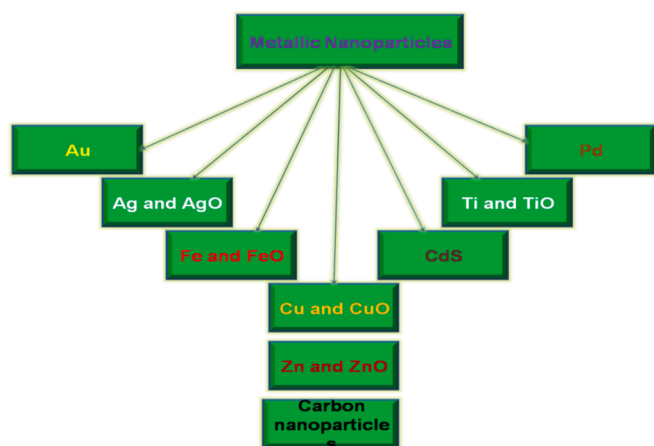 Metallic Nanoparticles
Au
Pd
Ag and AgO
Ti and TiO
Fe and FeO
CdS
Cu and CuO
Zn and ZnO
Carbon
nanoparticle
s